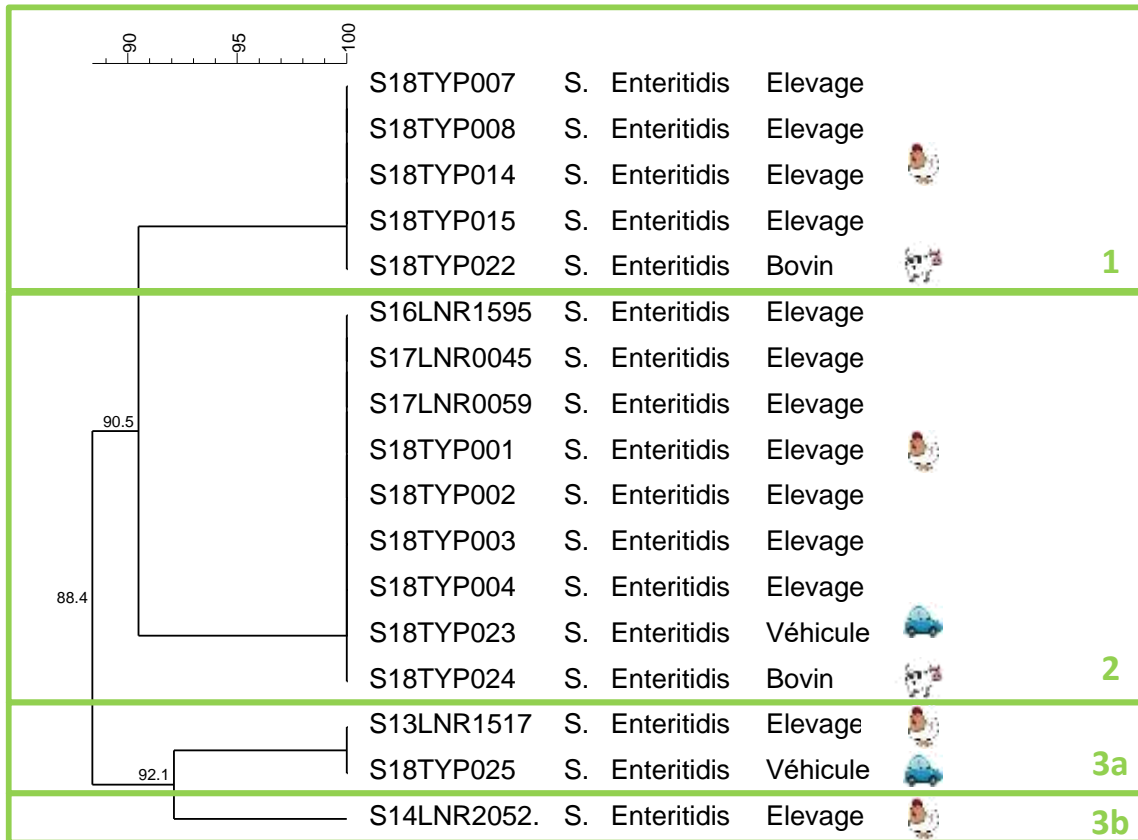 90 95 100
S18TYP007 S. Enteritidis Elevage
S18TYP008 S. Enteritidis Elevage
S18TYP014 S. Enteritidis Elevage
S18TYP015 S. Enteritidis Elevage
S18TYP022 S. Enteritidis Bovin 1
S16LNR1595 S. Enteritidis Elevage
S17LNR0045 S. Enteritidis Elevage
S17LNR0059 S. Enteritidis Elevage
90.5
S18TYP001 S. Enteritidis Elevage
S18TYP002 S. Enteritidis Elevage
S18TYP003 S. Enteritidis Elevage
S18TYP004 S. Enteritidis Elevage
88.4
S18TYP023 S. Enteritidis Véhicule
S18TYP024 S. Enteritidis Bovin 2
S13LNR1517 S. Enteritidis Elevage
92.1 S18TYP025 S. Enteritidis Véhicule 3a
S14LNR2052. S. Enteritidis Elevage 3b